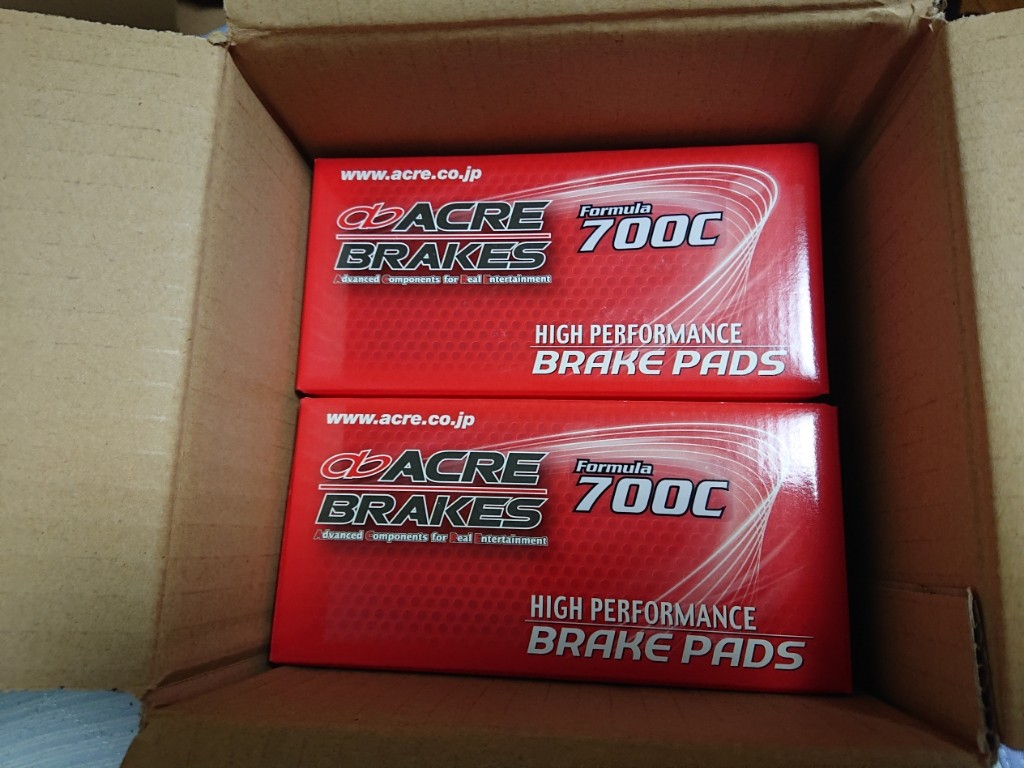 www.acre.co.jp
ACRE
BRAKES
Advanced Components for Real Entertainment
Formula
700C
HIGH PERFORMANCE
BRAKE PADS
www.acre.co.jp
ACRE
BRAKES
Advanced Components for Real Entertainment
Formula
700C
HIGH PERFORMANCE
BRAKE PADS